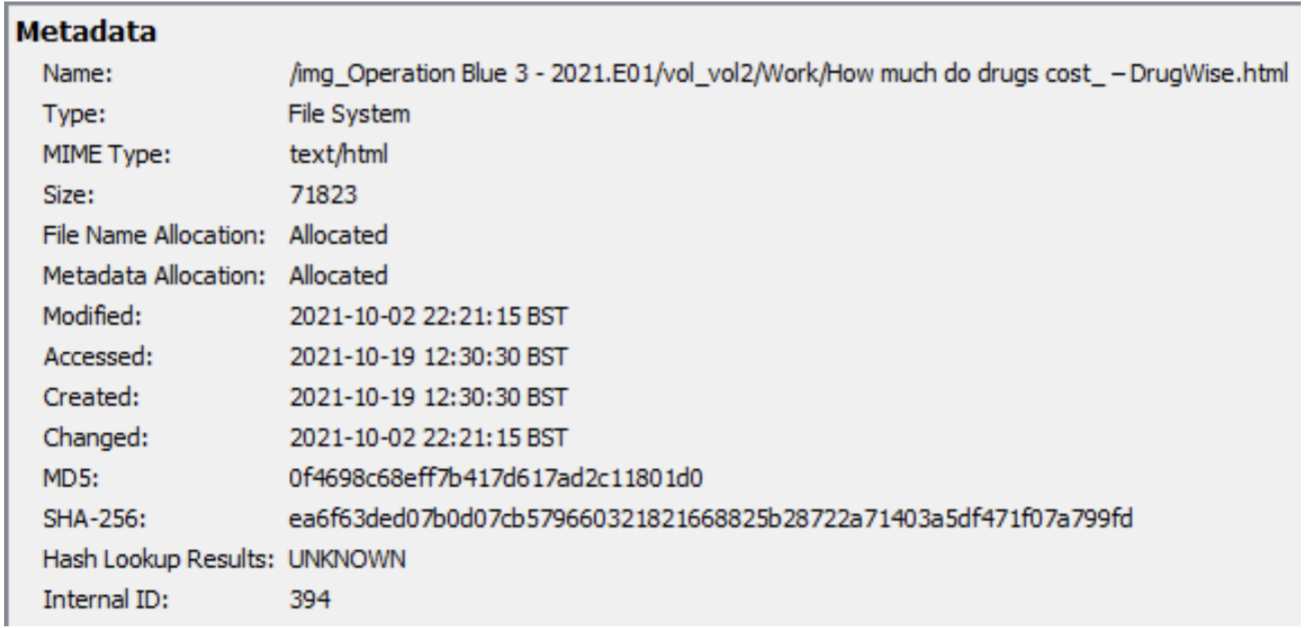 Metadata
Name: /img_Operation Blue 3 - 2021.E01/vol_vol2/Work/How much do drugs cost_ – DrugWise.html
Type: File System
MIME Type: text/html
Size: 71823
File Name Allocation: Allocated
Metadata Allocation: Allocated
Modified: 2021-10-02 22:21:15 BST
Accessed: 2021-10-19 12:30:30 BST
Created: 2021-10-19 12:30:30 BST
Changed: 2021-10-02 22:21:15 BST
MD5: 0f4698c68eff7b417d617ad2c11801d0
SHA-256: ea6f63ded07b0d07cb579660321821668825b28722a71403a5df471f07a799fd
Hash Lookup Results: UNKNOWN
Internal ID: 394